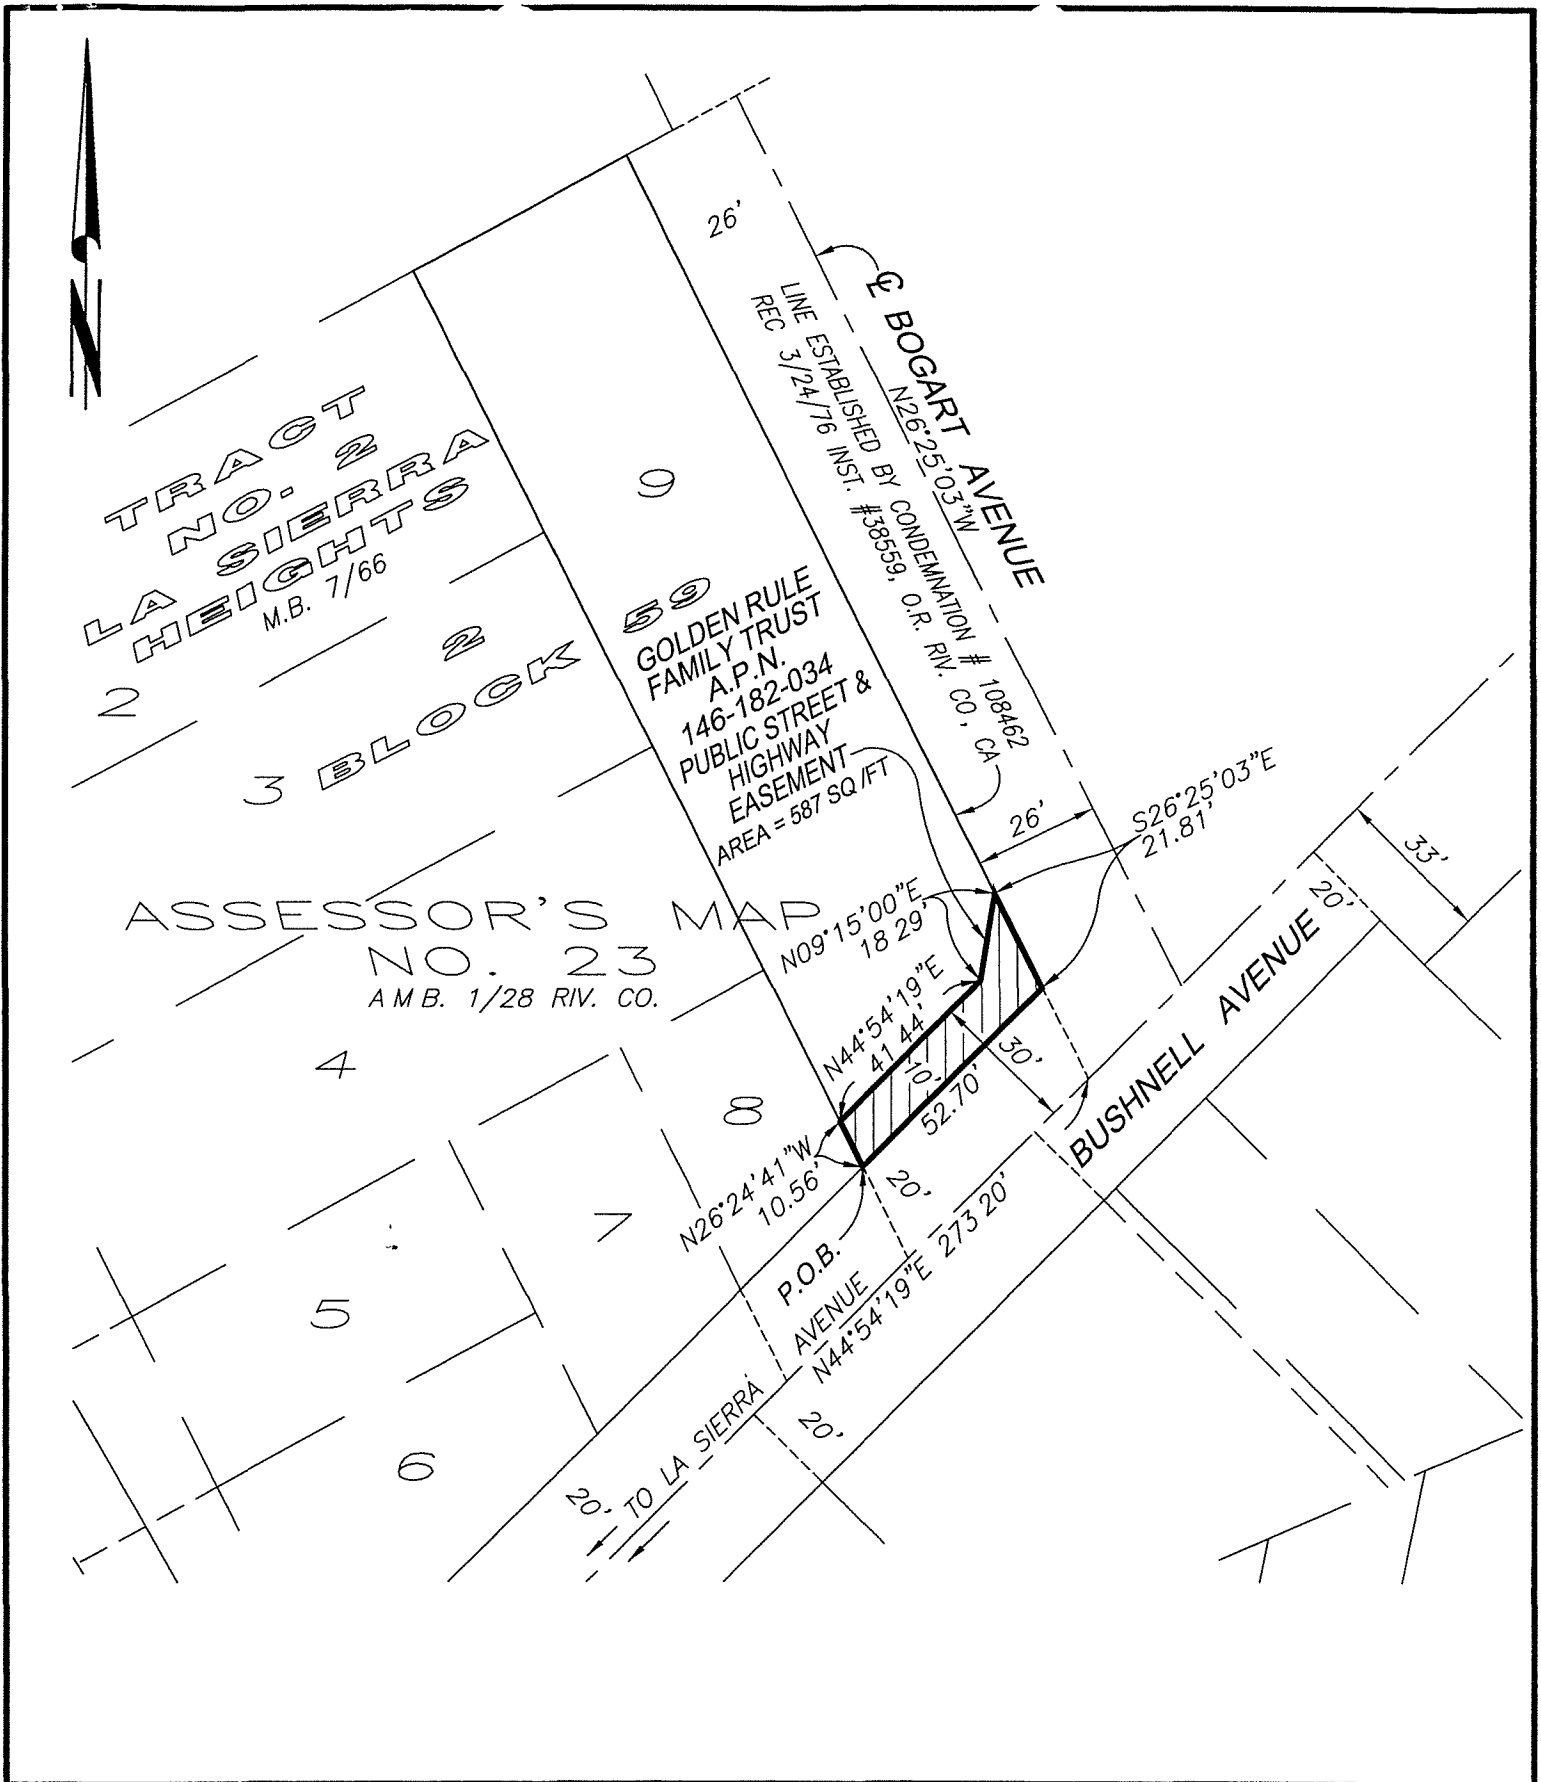 N
26'
℄ BOGART AVENUE
N26°25'03"W
LINE ESTABLISHED BY CONDEMNATION # 108462
REC 3/24/76 INST. #38559, O.R. RIV. CO, CA
TRACT
NO. 2
LA SIERRA
HEIGHTS
M.B. 7/66
9
59
GOLDEN RULE
FAMILY TRUST
A.P.N.
146-182-034
PUBLIC STREET &
HIGHWAY
EASEMENT
AREA = 587 SQ/FT
2
2
3
BLOCK
26'
S26°25'03"E
21.81'
33'
20'
ASSESSOR'S MAP
NO. 23
A M B. 1/28 RIV. CO.
N09°15'00"E
18 29'
N44°54'19"E
41 44'
10'
30'
52.70'
BUSHNELL AVENUE
4
8
N26°24'41"W
10.56'
20'
7
P.O.B.
5
AVENUE
N44°54'19"E 273 20'
6
20'
TO LA SIERRA
20'